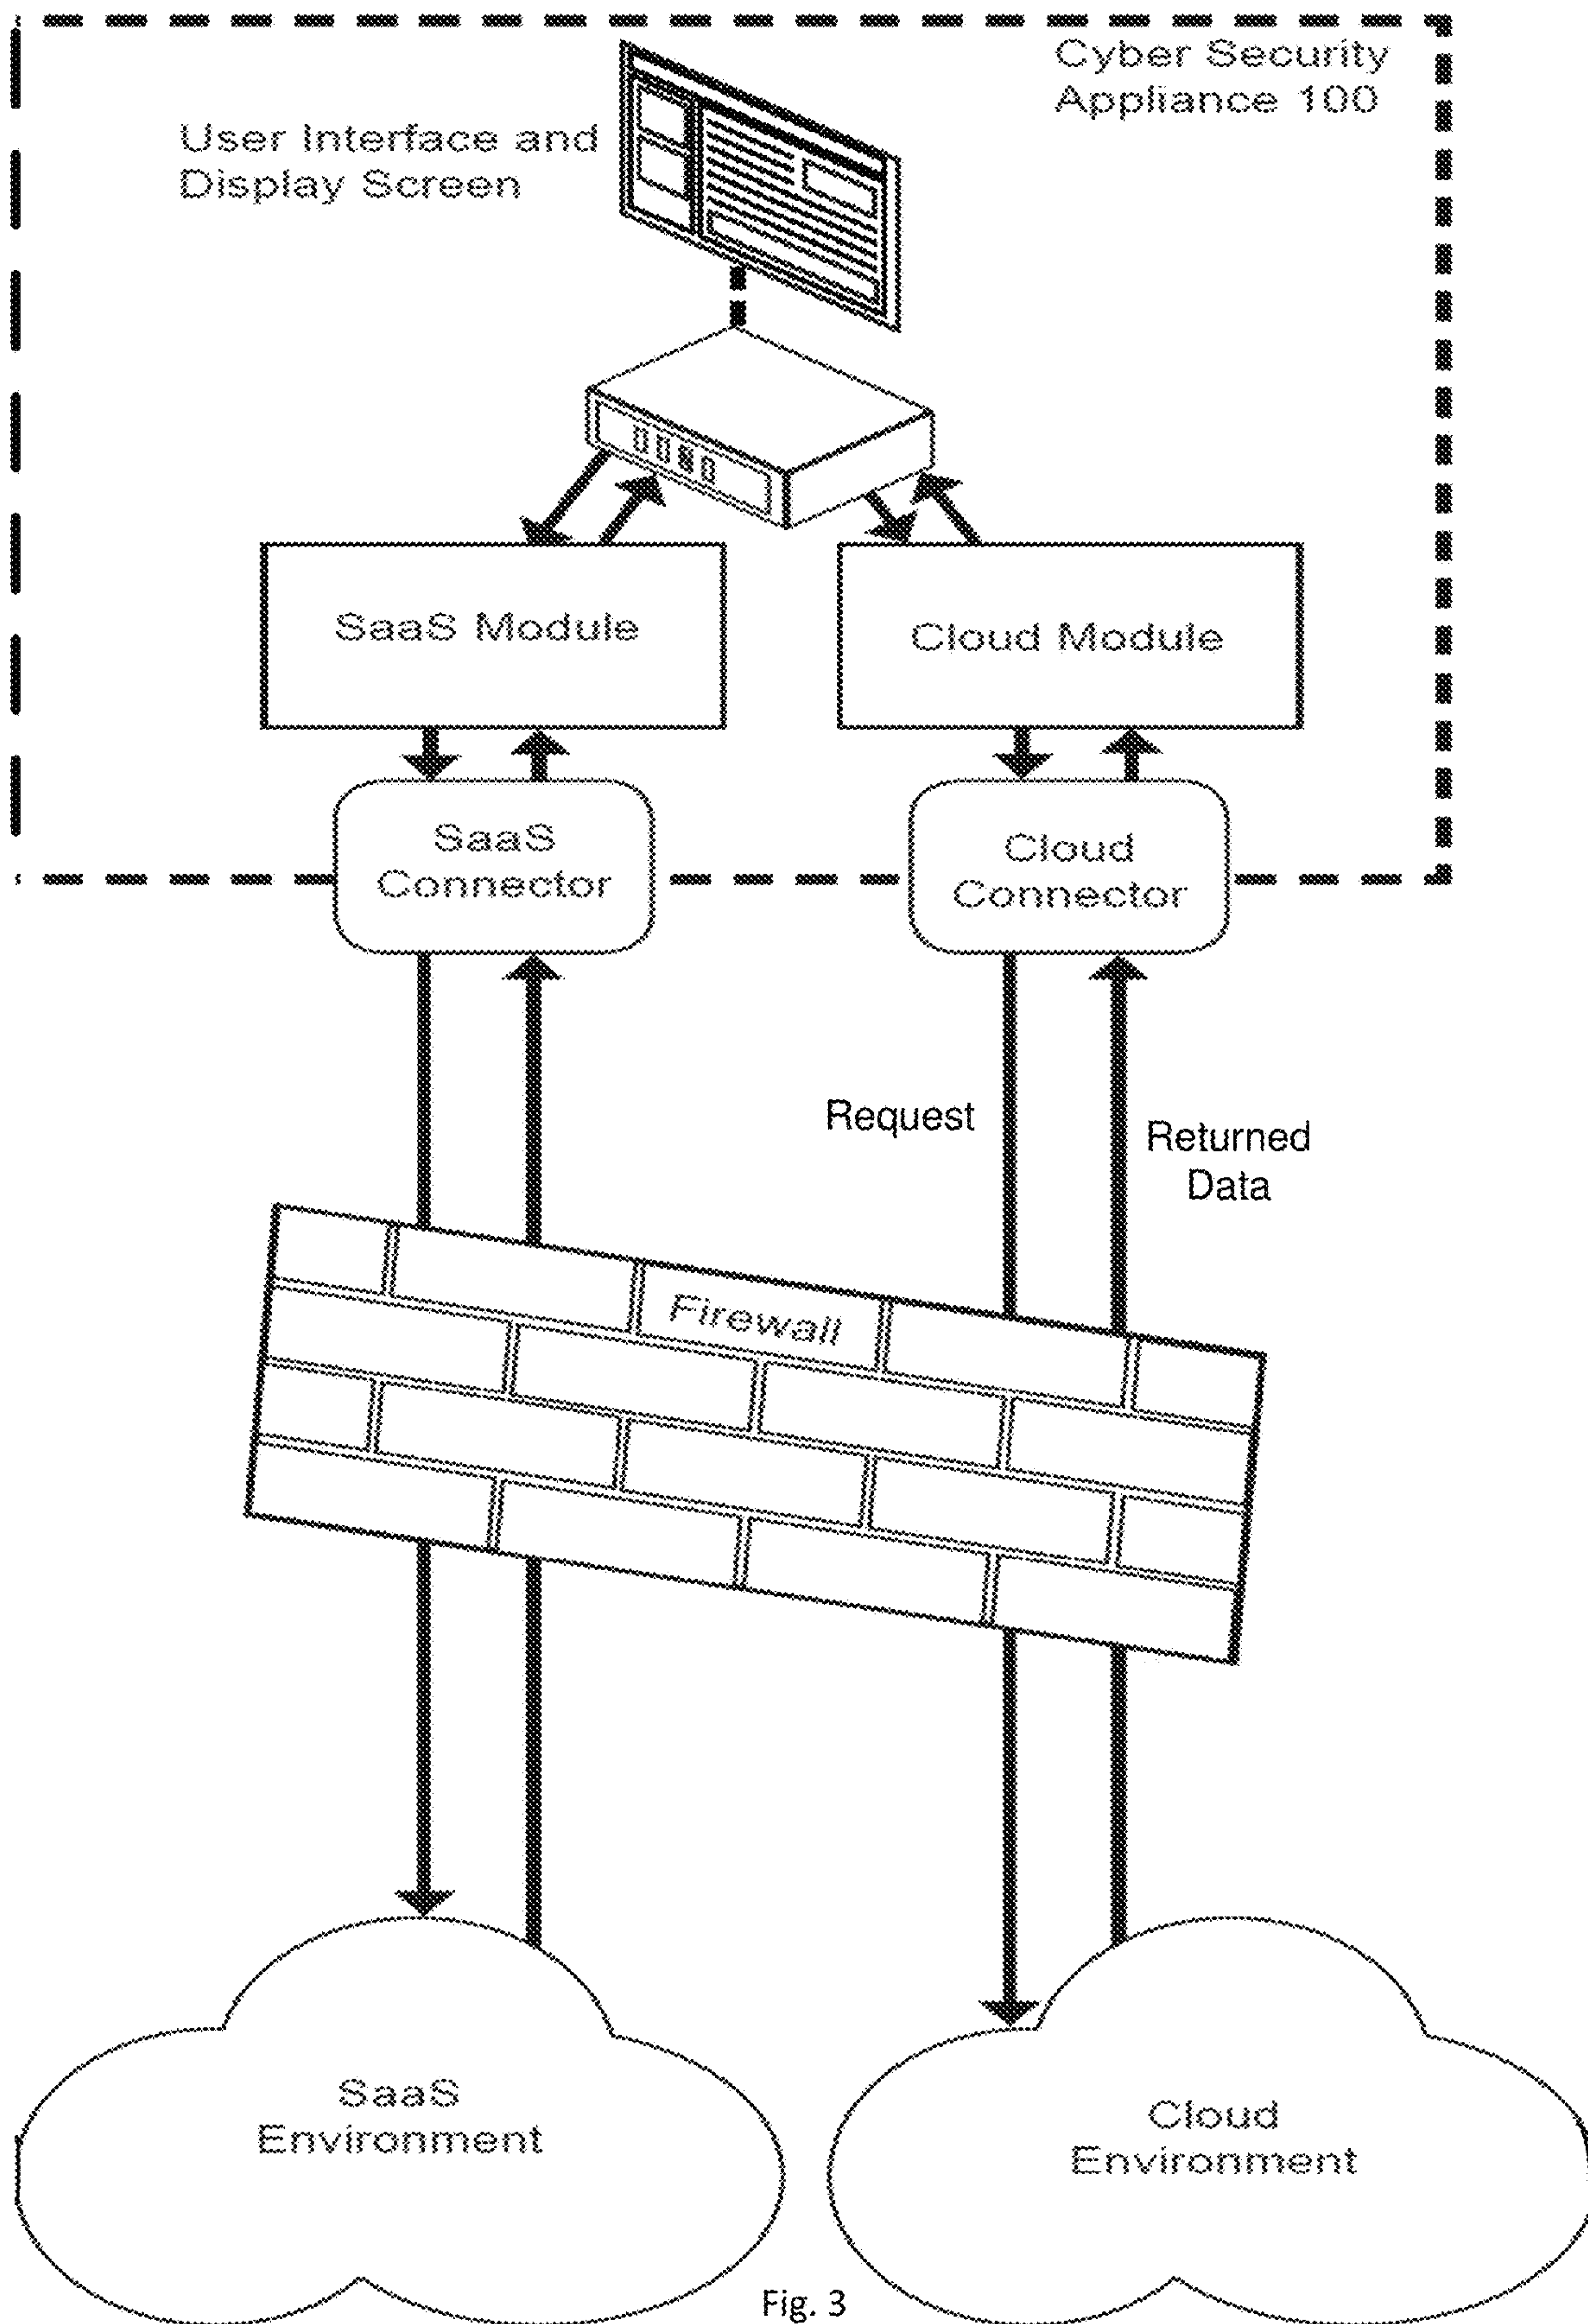 Cyber Security
Appliance 100
User Interface and
Display Screen
SaaS Module
Cloud Module
SaaS
Connector
Cloud
Connector
Request
Returned
Data
Firewall
SaaS
Environment
Cloud
Environment
Fig. 3